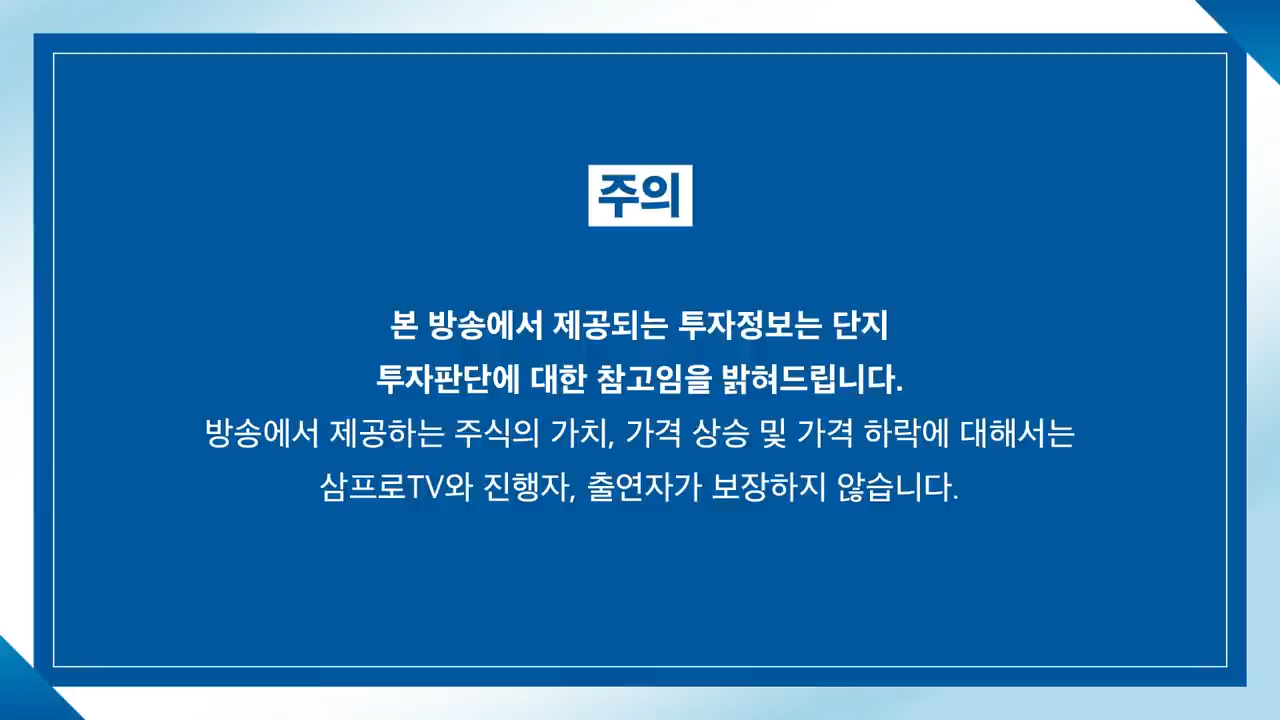 주의
본 방송에서 제공되는 투자정보는 단지
투자판단에 대한 참고임을 밝혀드립니다.
방송에서 제공하는 주식의 가치, 가격 상승 및 가격 하락에 대해서는
삼프로TV와 진행자, 출연자가 보장하지 않습니다.